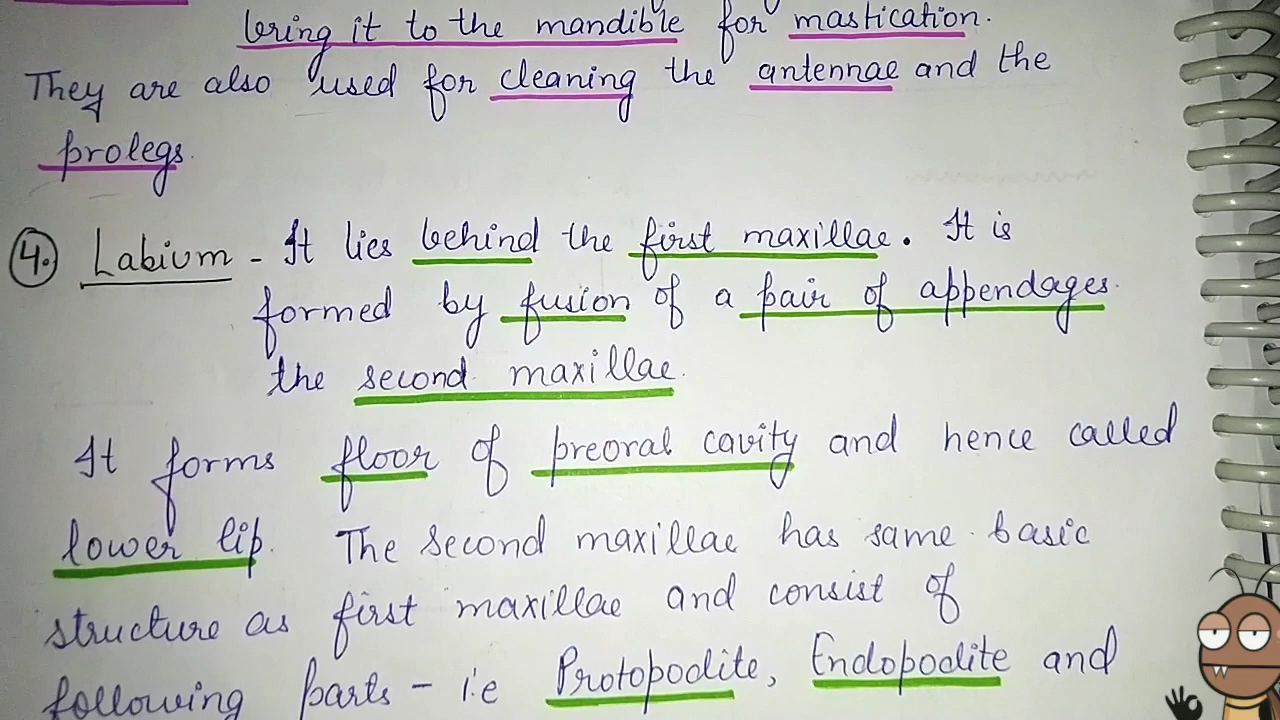 bring it to the mandible for mastication.
They are also used for cleaning the antennae and the
prolegs.
4. Labium - It lies behind the first maxillae. It is
formed by fusion of a pair of appendages.
the second maxillae.
It forms floor of preoral cavity and hence called
lower lip. The second maxillae has same basic
structure as first maxillae and consist of
following parts - i.e Protopodite, Endopodite and